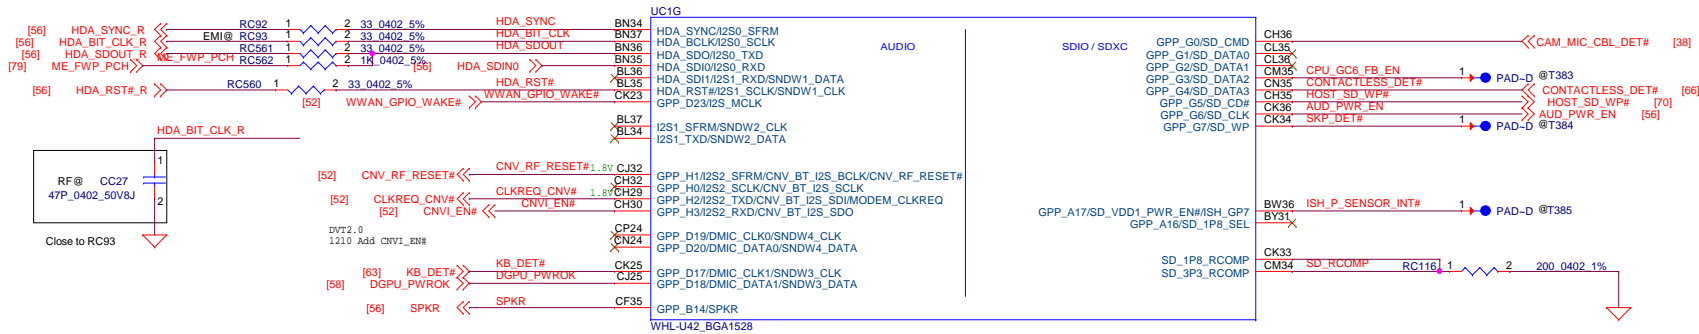 UC1G
[56] HDA_SYNC_R RC92 1 2 33_0402_5% HDA_SYNC BN34 HDA_SYNC/I2S0_SFRM
[56] HDA_BIT_CLK_R EMI@ RC93 1 2 33_0402_5% HDA_BIT_CLK BN37 HDA_BCLK/I2S0_SCLK
[56] HDA_SDOUT_R RC561 1 2 33_0402_5% HDA_SDOUT BN36 HDA_SDO/I2S0_TXD
[79] ME_FWP_PCH ME_FWP_PCH RC562 1 2 1K_0402_5%
[56] HDA_SDIN0 BN35 HDA_SDI0/I2S0_RXD
BL36 HDA_SDI1/I2S1_RXD/SNDW1_DATA
[56] HDA_RST#_R RC560 1 2 33_0402_5% HDA_RST# BL35 HDA_RST#/I2S1_SCLK/SNDW1_CLK
[52] WWAN_GPIO_WAKE# WWAN_GPIO_WAKE# CK23 GPP_D23/I2S_MCLK
BL37 I2S1_SFRM/SNDW2_CLK
BL34 I2S1_TXD/SNDW2_DATA
HDA_BIT_CLK_R
1
RF@ CC27
47P_0402_50V8J
2
Close to RC93
[52] CNV_RF_RESET# CNV_RF_RESET# 1.8V CJ32 GPP_H1/I2S2_SFRM/CNV_BT_I2S_BCLK/CNV_RF_RESET#
CH32 GPP_H0/I2S2_SCLK/CNV_BT_I2S_SCLK
[52] CLKREQ_CNV# CLKREQ_CNV# 1.8V CH29 GPP_H2/I2S2_TXD/CNV_BT_I2S_SDI/MODEM_CLKREQ
[52] CNVI_EN# CNVI_EN# CH30 GPP_H3/I2S2_RXD/CNV_BT_I2S_SDO
DVT2.0
1210 Add CNVI_EN#
CP24 GPP_D19/DMIC_CLK0/SNDW4_CLK
CN24 GPP_D20/DMIC_DATA0/SNDW4_DATA
[63] KB_DET# KB_DET# CK25 GPP_D17/DMIC_CLK1/SNDW3_CLK
[58] DGPU_PWROK DGPU_PWROK CJ25 GPP_D18/DMIC_DATA1/SNDW3_DATA
[56] SPKR SPKR CF35 GPP_B14/SPKR
WHL-U42_BGA1528
AUDIO
SDIO / SDXC
GPP_G0/SD_CMD CH36 CAM_MIC_CBL_DET# [38]
GPP_G1/SD_DATA0 CL35
GPP_G2/SD_DATA1 CL36
GPP_G3/SD_DATA2 CM35 CPU_GC6_FB_EN 1 PAD~D @T383
GPP_G4/SD_DATA3 CN35 CONTACTLESS_DET# CONTACTLESS_DET# [66]
GPP_G5/SD_CD# CH35 HOST_SD_WP# HOST_SD_WP# [70]
GPP_G6/SD_CLK CK36 AUD_PWR_EN AUD_PWR_EN [56]
GPP_G7/SD_WP CK34 SKP_DET# 1 PAD~D @T384
GPP_A17/SD_VDD1_PWR_EN#/ISH_GP7 BW36 ISH_P_SENSOR_INT# 1 PAD~D @T385
GPP_A16/SD_1P8_SEL BY31
SD_1P8_RCOMP CK33
SD_3P3_RCOMP CM34 SD_RCOMP RC116 1 2 200_0402_1%